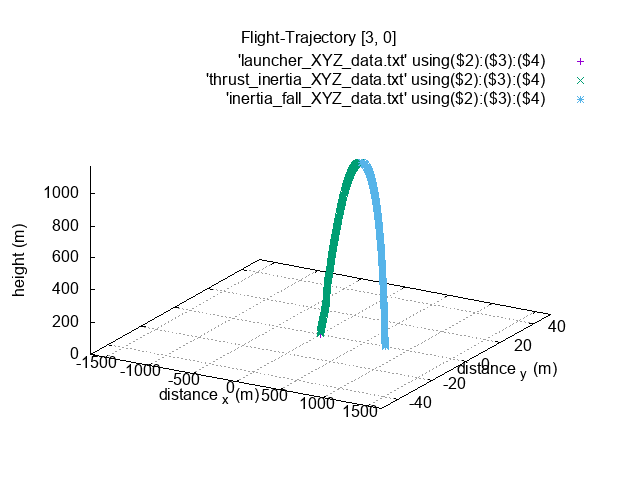 Flight-Trajectory [3, 0]
'launcher_XYZ_data.txt' using($2):($3):($4)
'thrust_inertia_XYZ_data.txt' using($2):($3):($4)
'inertia_fall_XYZ_data.txt' using($2):($3):($4)
1000
800
600
400
200
0
height (m)
-1500
-1000
-500
0
500
1000
1500
distance x (m)
-40
-20
0
20
40
distance y (m)